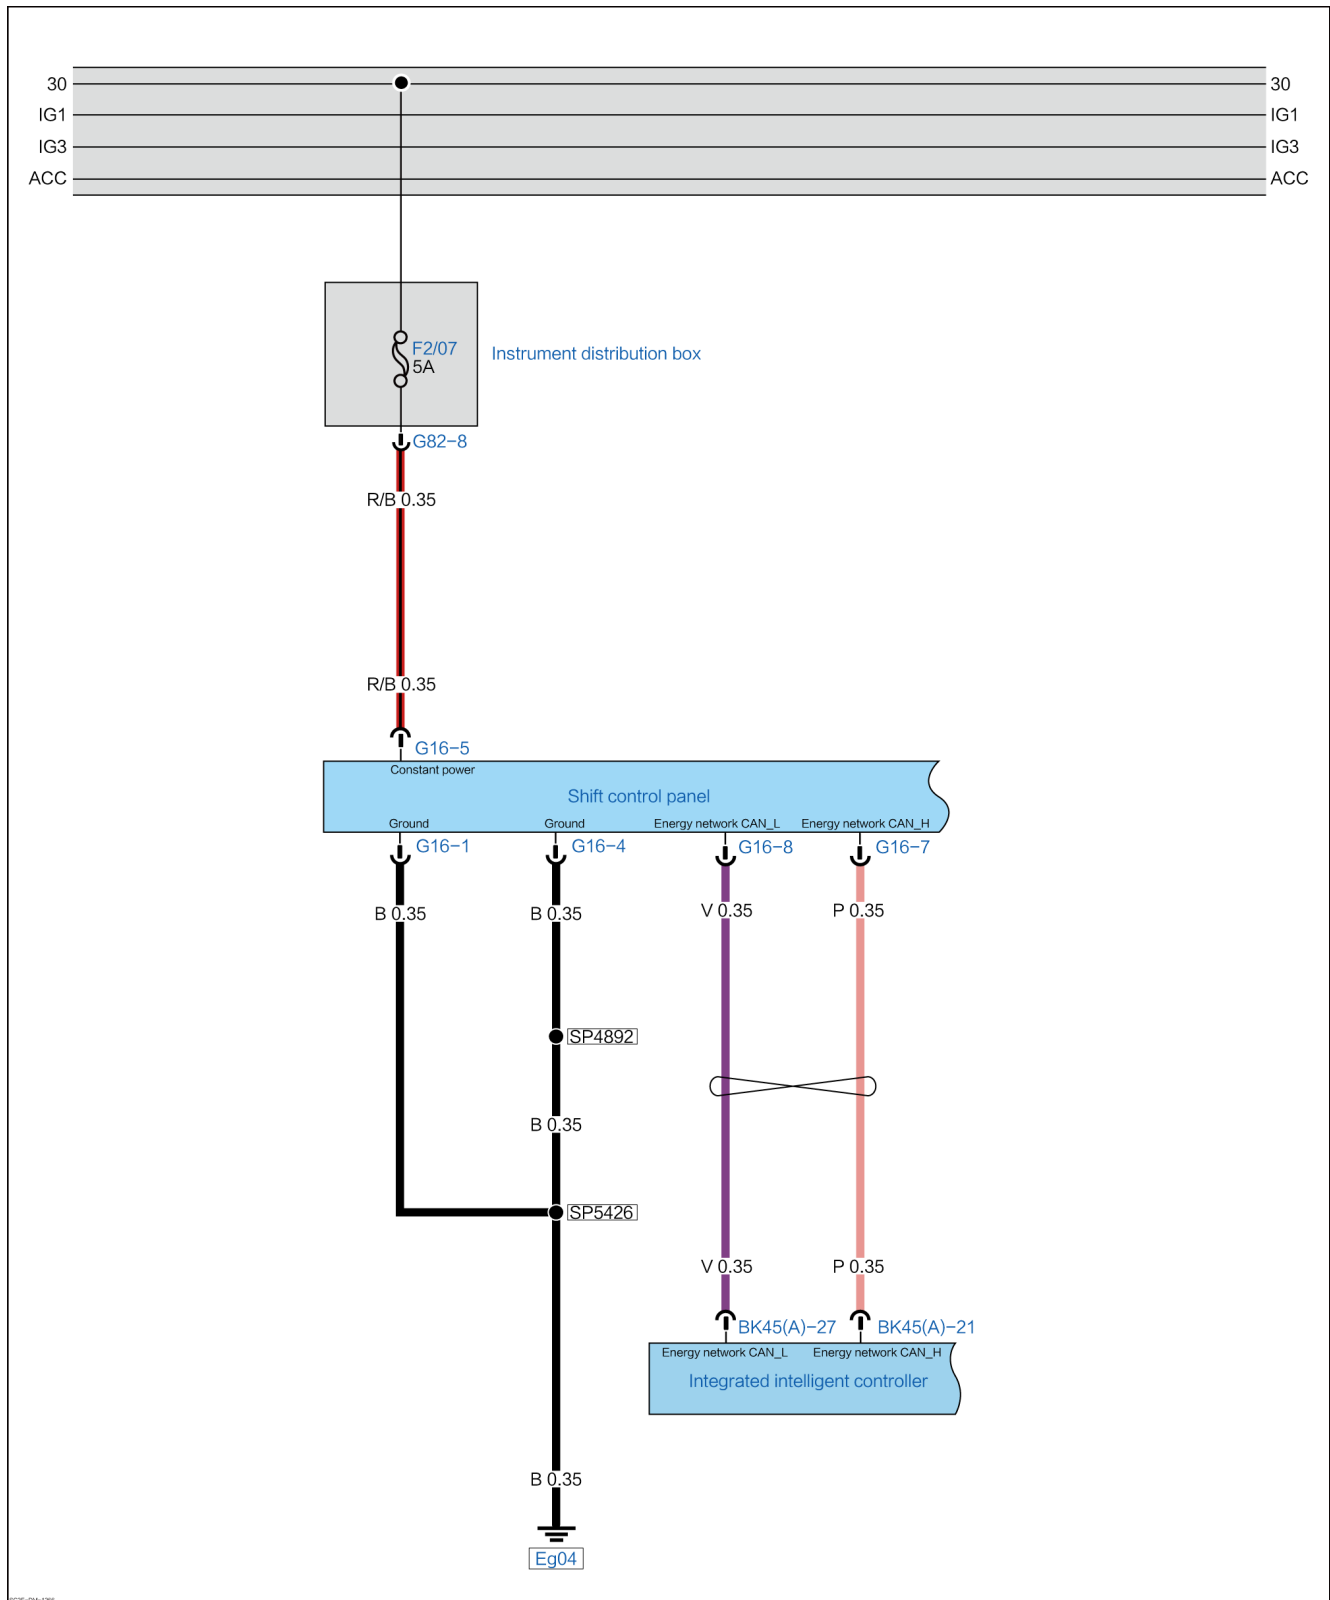 30 30
IG1 IG1
IG3 IG3
ACC ACC
F2/07
5A
Instrument distribution box
G82-8
R/B 0.35
R/B 0.35
G16-5
Constant power
Shift control panel
Ground Ground Energy network CAN_L Energy network CAN_H
G16-1 G16-4 G16-8 G16-7
B 0.35 B 0.35 V 0.35 P 0.35
SP4892
B 0.35
SP5426
V 0.35 P 0.35
BK45(A)-27 BK45(A)-21
Energy network CAN_L Energy network CAN_H
Integrated intelligent controller
B 0.35
Eg04